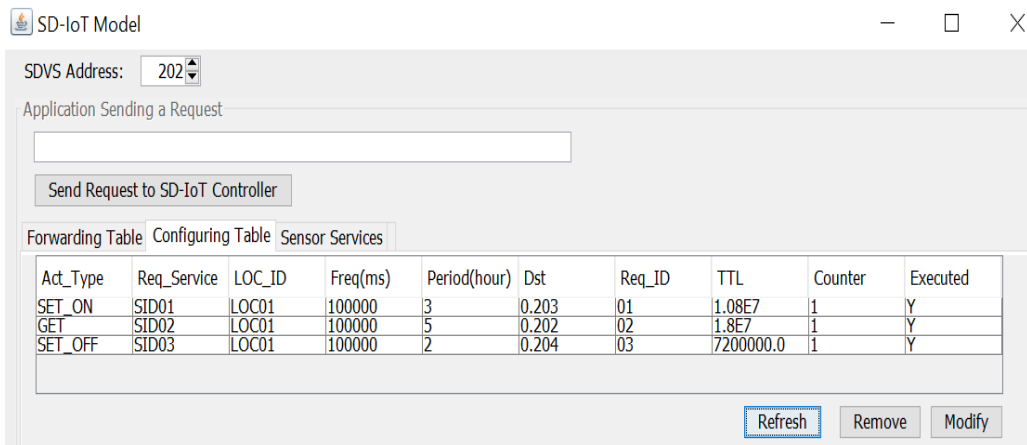 SD-IoT Model
SDVS Address: 202
Application Sending a Request
Send Request to SD-IoT Controller
Forwarding Table Configuring Table Sensor Services
Act_Type Req_Service LOC_ID Freq(ms) Period(hour) Dst Req_ID TTL Counter Executed
SET_ON SID01 LOC01 100000 3 0.203 01 1.08E7 1 Y
GET SID02 LOC01 100000 5 0.202 02 1.8E7 1 Y
SET_OFF SID03 LOC01 100000 2 0.204 03 7200000.0 1 Y
Refresh Remove Modify